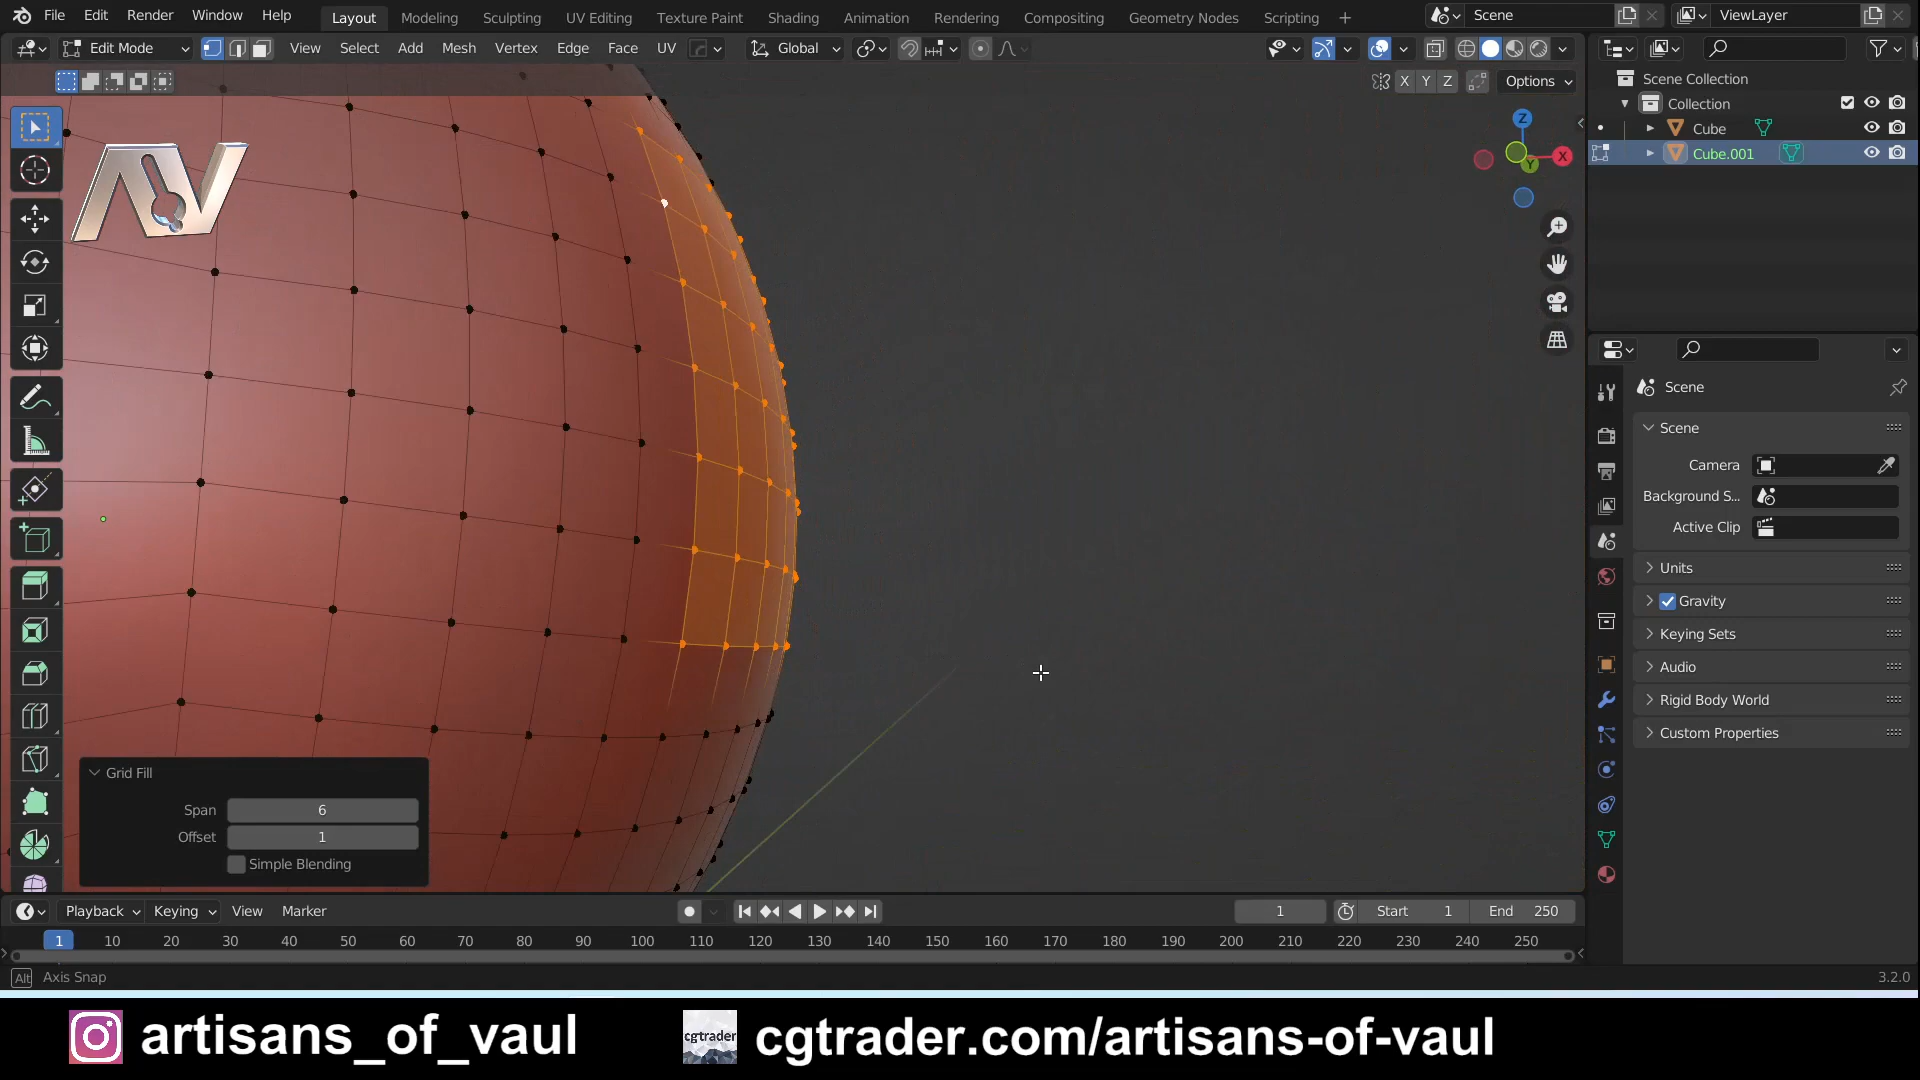 File Edit Render Window Help Layout Modeling Sculpting UV Editing Texture Paint Shading Animation Rendering Compositing Geometry Nodes Scripting + Scene ViewLayer
Edit Mode View Select Add Mesh Vertex Edge Face UV Global
X Y Z Options
Scene Collection
Collection
Cube
Cube.001
Z
X
Y
Scene
Scene
Camera
Background S...
Active Clip
Units
Gravity
Keying Sets
Audio
Rigid Body World
Custom Properties
Grid Fill
Span 6
Offset 1
Simple Blending
Playback Keying View Marker 1 Start 1 End 250
1 10 20 30 40 50 60 70 80 90 100 110 120 130 140 150 160 170 180 190 200 210 220 230 240 250
Alt Axis Snap 3.2.0
artisans_of_vaul cgtrader cgtrader.com/artisans-of-vaul